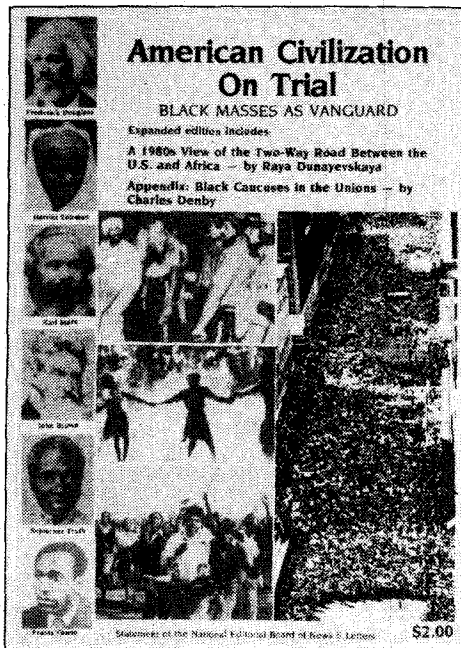 American Civilization
On Trial
BLACK MASSES AS VANGUARD
Expanded edition includes
A 1980s View of the Two-Way Road Between the
U.S. and Africa — by Raya Dunayevskaya
Appendix: Black Caucuses in the Unions — by
Charles Denby
Frederick Douglass
Karl Marx
John Brown
Sojourner Truth
Frantz Fanon
Statement of the National Editorial Board of News & Letters
$2.00